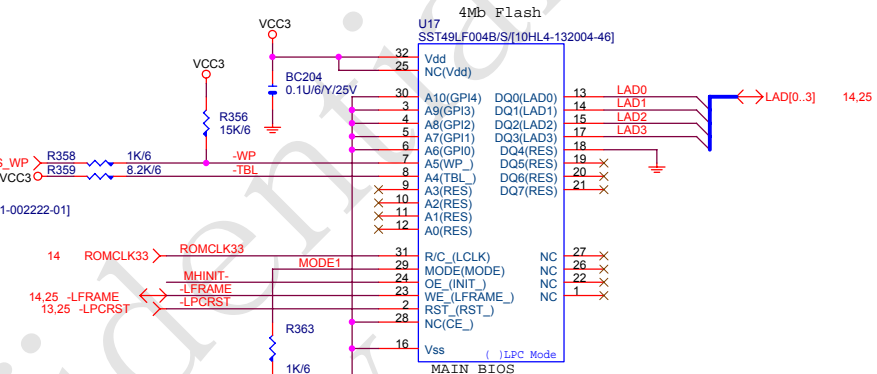 4Mb Flash
U17
SST49LF004B/S/[10HL4-132004-46]
VCC3
VCC3
BC204
0.1U/6/Y/25V
R356
15K/6
32 Vdd
25 NC(Vdd)
30 A10(GPI4) DQ0(LAD0) 13 LAD0
3 A9(GPI3) DQ1(LAD1) 14 LAD1
4 A8(GPI2) DQ2(LAD2) 15 LAD2
5 A7(GPI1) DQ3(LAD3) 17 LAD3
6 A6(GPI0) DQ4(RES) 18
7 A5(WP_) DQ5(RES) 19
8 A4(TBL_) DQ6(RES) 20
9 A3(RES) DQ7(RES) 21
10 A2(RES)
11 A1(RES)
12 A0(RES)
LAD[0..3] 14,25
S_WP R358 1K/6 -WP
VCC3 R359 8.2K/6 -TBL
1-002222-01]
14 ROMCLK33 ROMCLK33 31 R/C_(LCLK) NC 27
MODE1 29 MODE(MODE) NC 26
MHINIT- 24 OE_(INIT_) NC 22
14,25 -LFRAME -LFRAME 23 WE_(LFRAME_) NC 1
13,25 -LPCRST -LPCRST 2 RST_(RST_)
28 NC(CE_)
R363
1K/6
16 Vss
( )LPC Mode
MAIN BIOS